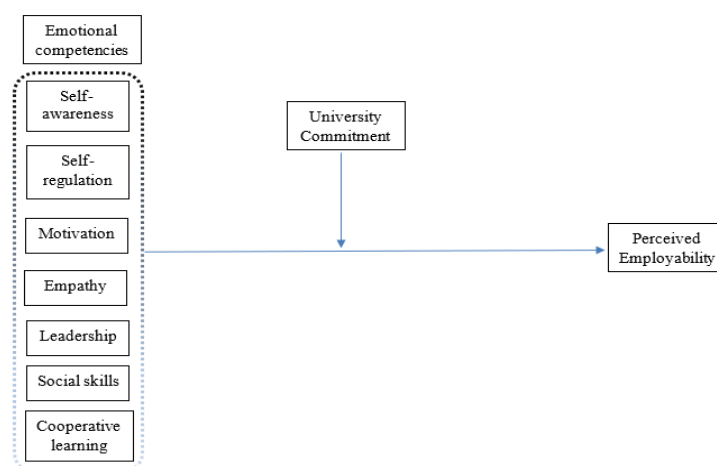 Emotional
competencies
Self-
awareness
Self-
regulation
Motivation
Empathy
Leadership
Social skills
Cooperative
learning
University
Commitment
Perceived
Employability